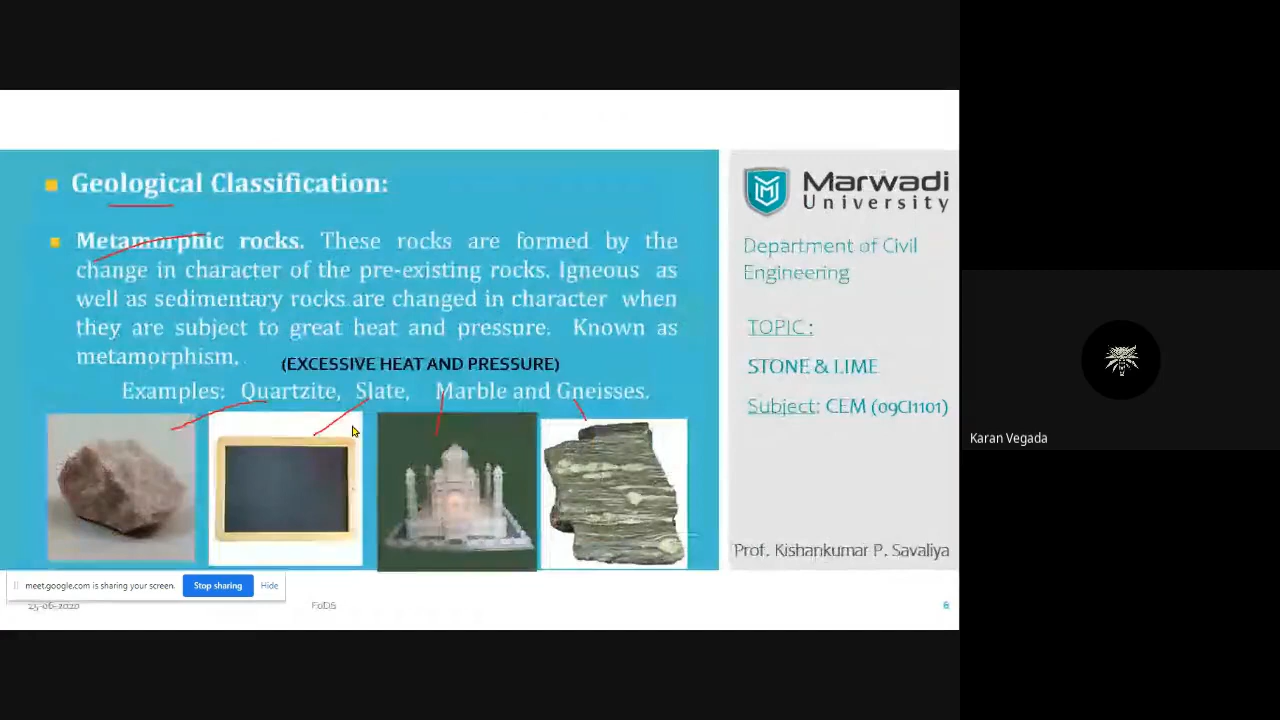 Geological Classification:
Metamorphic rocks. These rocks are formed by the
change in character of the pre-existing rocks. Igneous as
well as sedimentary rocks are changed in character when
they are subject to great heat and pressure. Known as
metamorphism.
(EXCESSIVE HEAT AND PRESSURE)
Examples: Quartzite, Slate, Marble and Gneisses.
Marwadi
University
Department of Civil
Engineering
TOPIC :
STONE & LIME
Subject: CEM (09CI1101)
Prof. Kishankumar P. Savaliya
meet.google.com is sharing your screen.
Stop sharing
Hide
25-06-2020
FoDS
Karan Vegada